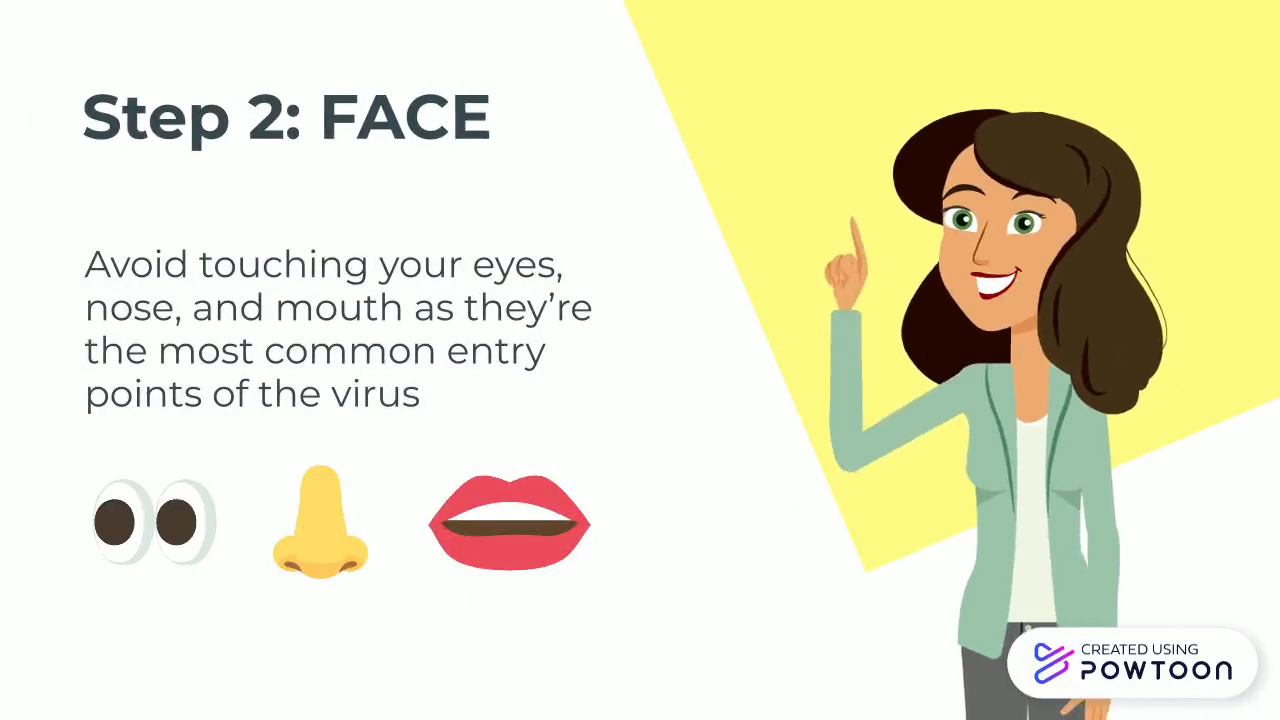 Step 2: FACE
Avoid touching your eyes,
nose, and mouth as they’re
the most common entry
points of the virus
CREATED USING
POWTOON